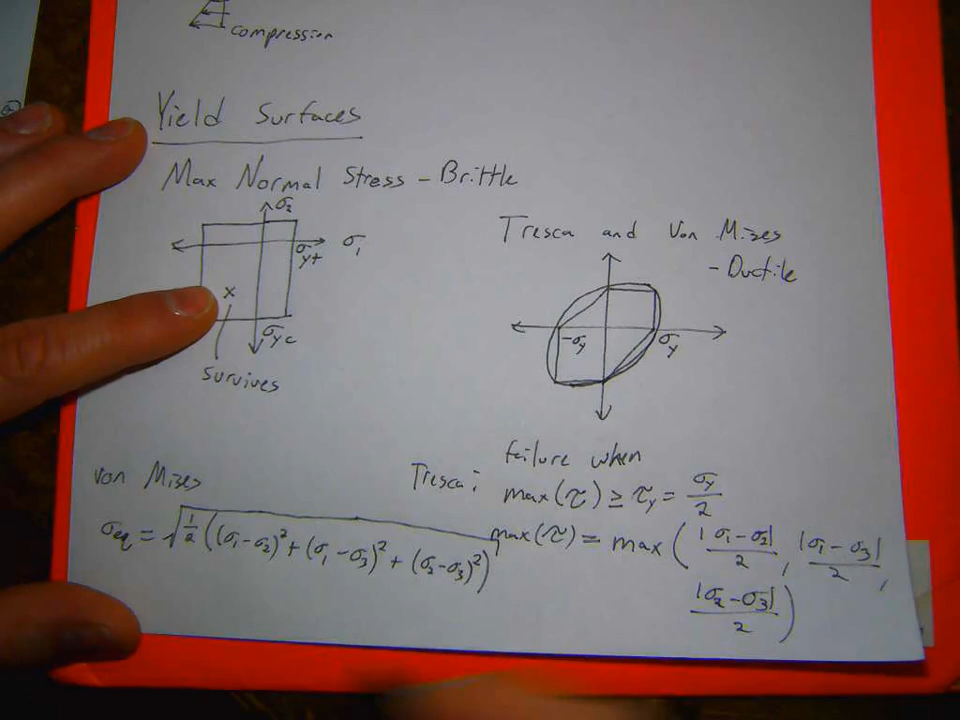 compression
Yield Surfaces
Max Normal Stress – Brittle
σ₂
σ₁
σyt
x
σyc
Survives
Tresca and Von Mises
- Ductile
-σy
σy
von Mises
σeq = √(½((σ₁-σ₂)² + (σ₁-σ₃)² + (σ₂-σ₃)²))
failure when
Tresca: max(τ) ≥ τy = σy/2
max(τ) = max(|σ₁-σ₂|/2, |σ₁-σ₃|/2,
|σ₂-σ₃|/2)